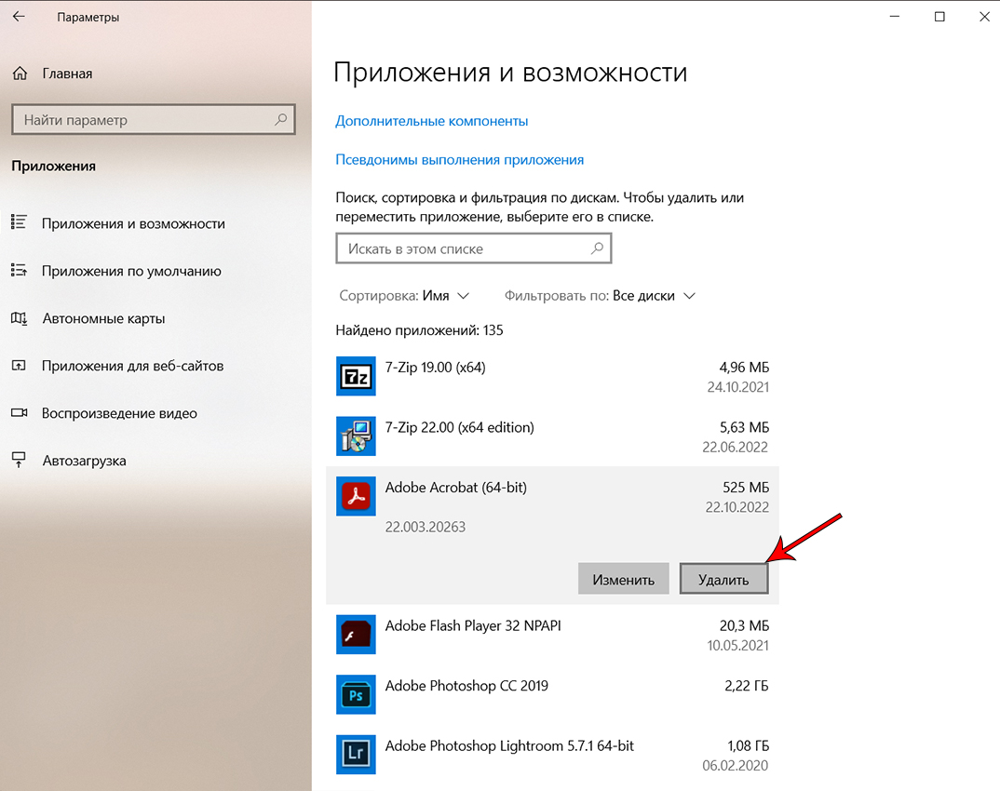 Параметры
Главная
Найти параметр
Приложения
Приложения и возможности
Приложения по умолчанию
Автономные карты
Приложения для веб-сайтов
Воспроизведение видео
Автозагрузка
Приложения и возможности
Дополнительные компоненты
Псевдонимы выполнения приложения
Поиск, сортировка и фильтрация по дискам. Чтобы удалить или
переместить приложение, выберите его в списке.
Искать в этом списке
Сортировка: Имя Фильтровать по: Все диски
Найдено приложений: 135
7z
7-Zip 19.00 (x64) 4,96 МБ
24.10.2021
7-Zip 22.00 (x64 edition) 5,63 МБ
22.06.2022
Adobe Acrobat (64-bit) 525 МБ
22.10.2022
22.003.20263
Изменить Удалить
Adobe Flash Player 32 NPAPI 20,3 МБ
10.05.2021
Ps
Adobe Photoshop CC 2019 2,22 ГБ
Lr
Adobe Photoshop Lightroom 5.7.1 64-bit 1,08 ГБ
06.02.2020